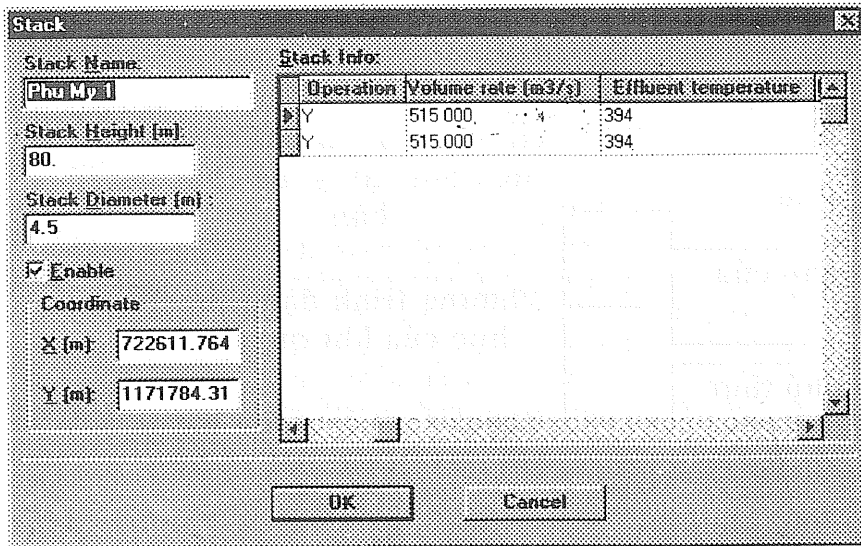 Stack
Stack Name:
Phu My 1
Stack Height (m)
80.
Stack Diameter (m) :
4.5
Enable
Coordinate
X (m): 722611.764
Y (m): 1171784.31
Stack Info:
Operation Volume rate (m3/s) Effluent temperature
Y 515.000 394
Y 515.000 394
OK Cancel